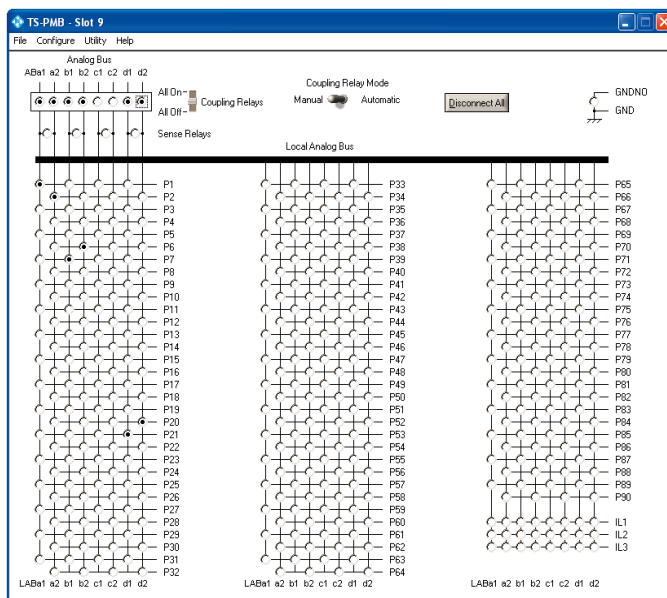 TS-PMB - Slot 9
File Configure Utility Help
Analog Bus
ABa1 a2 b1 b2 c1 c2 d1 d2
All On
All Off
Coupling Relays
Sense Relays
Coupling Relay Mode
Manual Automatic
Disconnect All
GNDNO
GND
Local Analog Bus
P1 P33 P65
P2 P34 P66
P3 P35 P67
P4 P36 P68
P5 P37 P69
P6 P38 P70
P7 P39 P71
P8 P40 P72
P9 P41 P73
P10 P42 P74
P11 P43 P75
P12 P44 P76
P13 P45 P77
P14 P46 P78
P15 P47 P79
P16 P48 P80
P17 P49 P81
P18 P50 P82
P19 P51 P83
P20 P52 P84
P21 P53 P85
P22 P54 P86
P23 P55 P87
P24 P56 P88
P25 P57 P89
P26 P58 P90
P27 P59
P28 P60 IL1
P29 P61 IL2
P30 P62 IL3
P31 P63
P32 P64
LABa1 a2 b1 b2 c1 c2 d1 d2 LABa1 a2 b1 b2 c1 c2 d1 d2 LABa1 a2 b1 b2 c1 c2 d1 d2